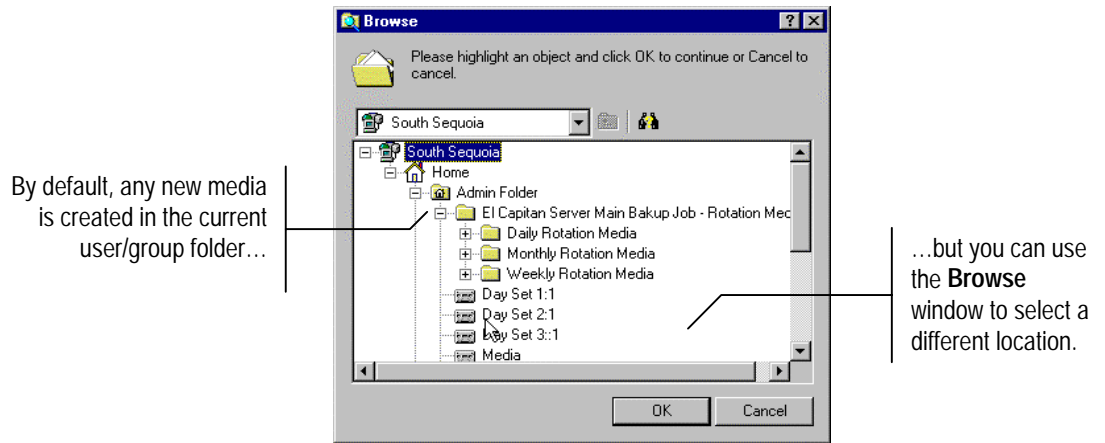 Browse
Please highlight an object and click OK to continue or Cancel to
cancel.
South Sequoia
South Sequoia
Home
Admin Folder
El Capitan Server Main Bakup Job - Rotation Mec
Daily Rotation Media
Monthly Rotation Media
Weekly Rotation Media
Day Set 1:1
Day Set 2:1
Day Set 3::1
Media
OK
Cancel
By default, any new media
is created in the current
user/group folder…
…but you can use
the Browse
window to select a
different location.